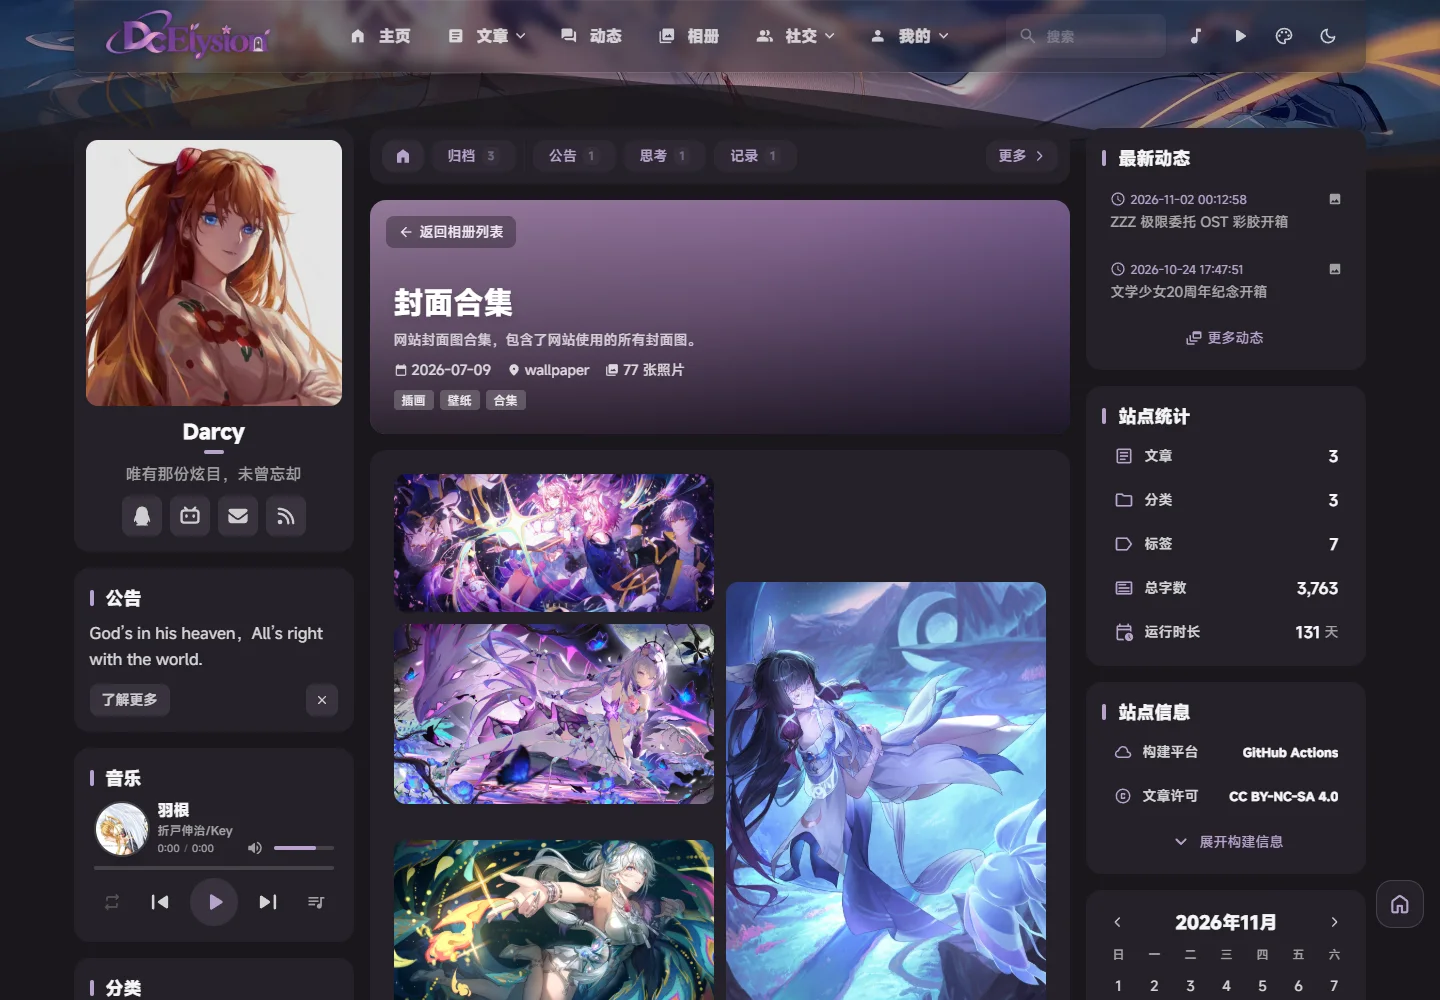 DcElysion
主页
文章
动态
相册
社交
我的
搜索
归档 3
公告 1
思考 1
记录 1
更多
返回相册列表
封面合集
网站封面图合集，包含了网站使用的所有封面图。
2026-07-09 wallpaper 77 张照片
插画 壁纸 合集
Darcy
唯有那份炫目，未曾忘却
公告
God's in his heaven，All's right
with the world.
了解更多
音乐
羽根
折戸伸治/Key
0:00 / 0:00
分类
最新动态
2026-11-02 00:12:58
ZZZ 极限委托 OST 彩胶开箱
2026-10-24 17:47:51
文学少女20周年纪念开箱
更多动态
站点统计
文章 3
分类 3
标签 7
总字数 3,763
运行时长 131 天
站点信息
构建平台 GitHub Actions
文章许可 CC BY-NC-SA 4.0
展开构建信息
2026年11月
日 一 二 三 四 五 六
1 2 3 4 5 6 7